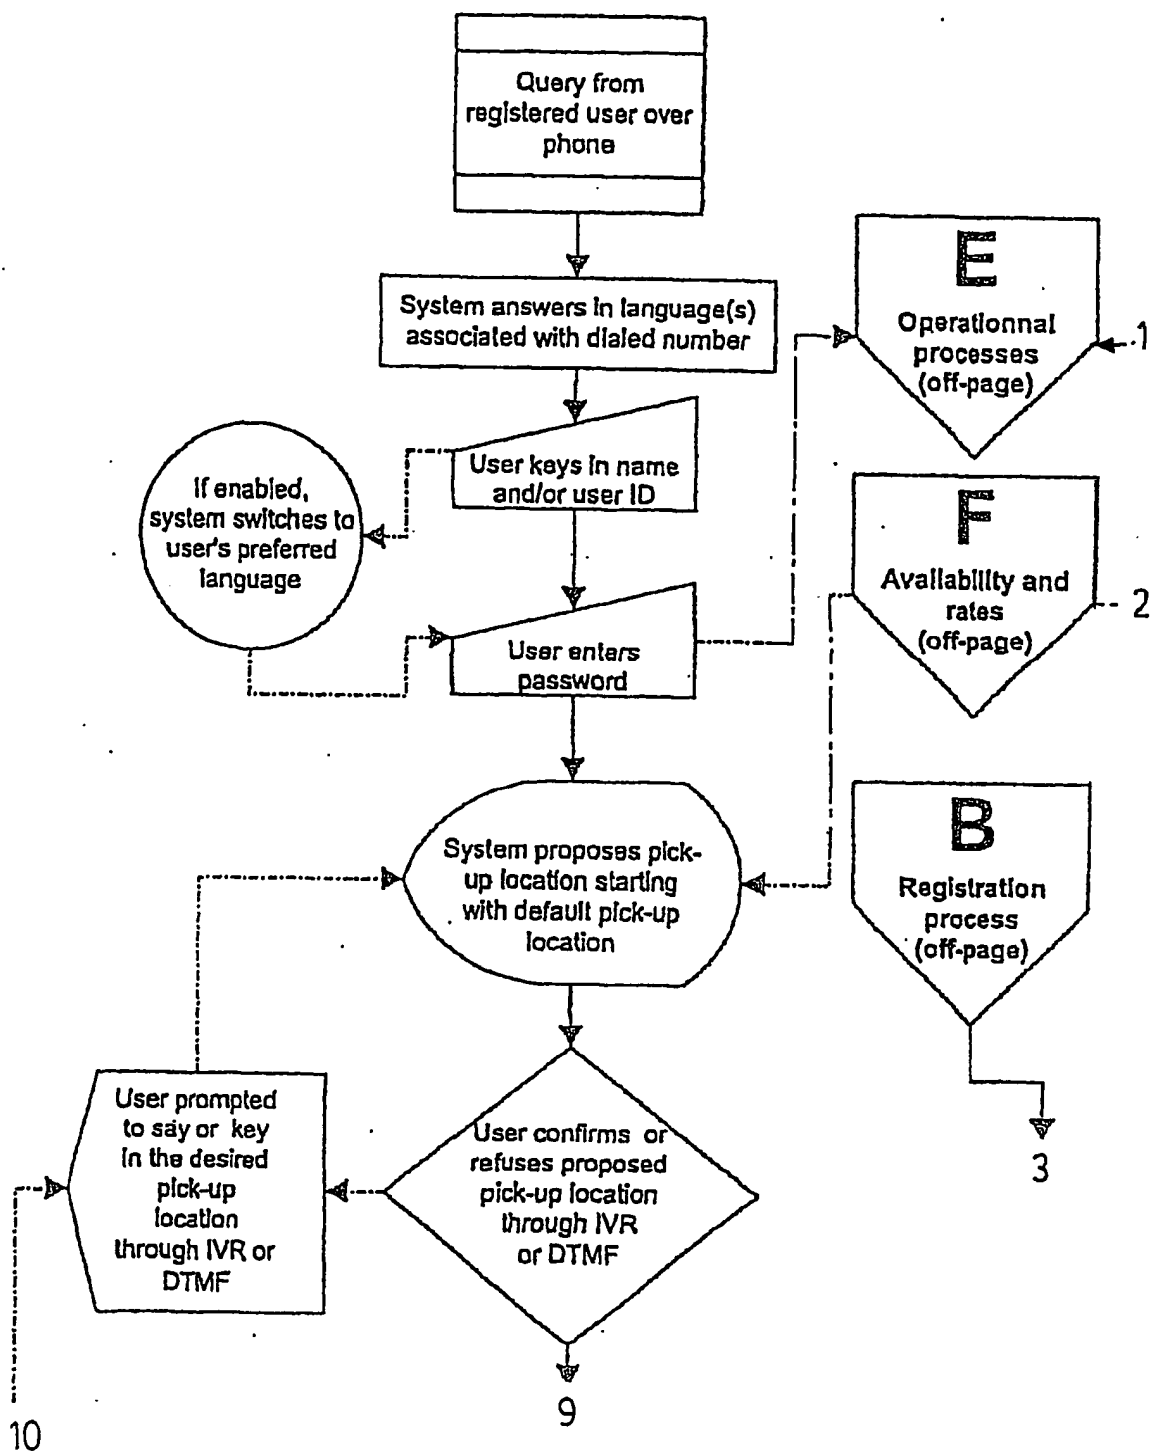 Query from
registered user over
phone
System answers in language(s)
associated with dialed number
E
Operationnal
processes
(off-page)
1
User keys in name
and/or user ID
If enabled,
system switches to
user's preferred
language
F
Availability and
rates
(off-page)
2
User enters
password
System proposes pick-
up location starting
with default pick-up
location
B
Registration
process
(off-page)
3
User prompted
to say or key
in the desired
pick-up
location
through IVR or
DTMF
User confirms or
refuses proposed
pick-up location
through IVR
or DTMF
9
10